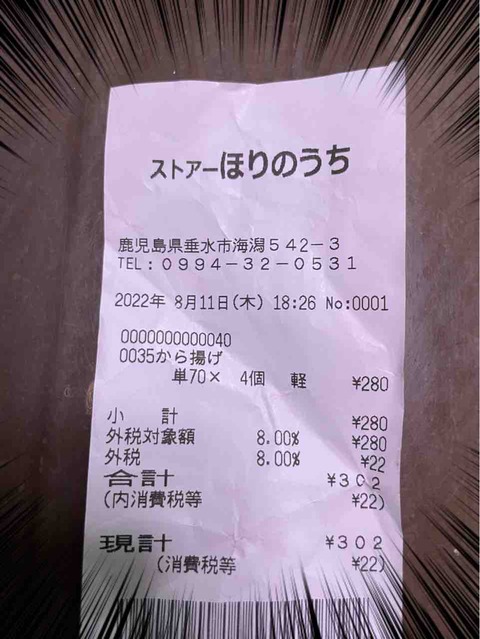 ストアーほりのうち
鹿児島県垂水市海潟542-3
TEL:0994-32-0531
2022年 8月11日(木) 18:26 No:0001
0000000000040
0035から揚げ
単70× 4個 軽 ¥280
小計 ¥280
外税対象額 8.00% ¥280
外税 8.00% ¥22
合計 ¥302
(内消費税等 ¥22)
現計 ¥302
(消費税等 ¥22)